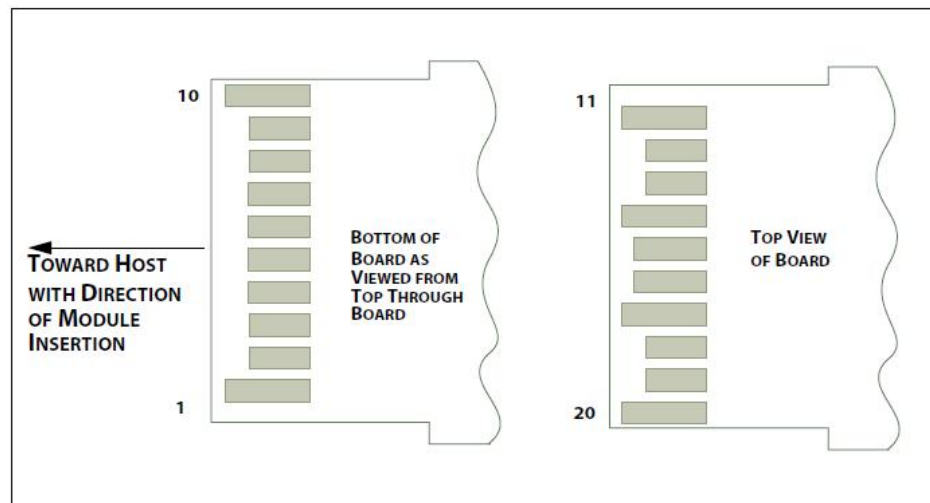 10
1
TOWARD HOST
WITH DIRECTION
OF MODULE
INSERTION
BOTTOM OF
BOARD AS
VIEWED FROM
TOP THROUGH
BOARD
11
20
TOP VIEW
OF BOARD